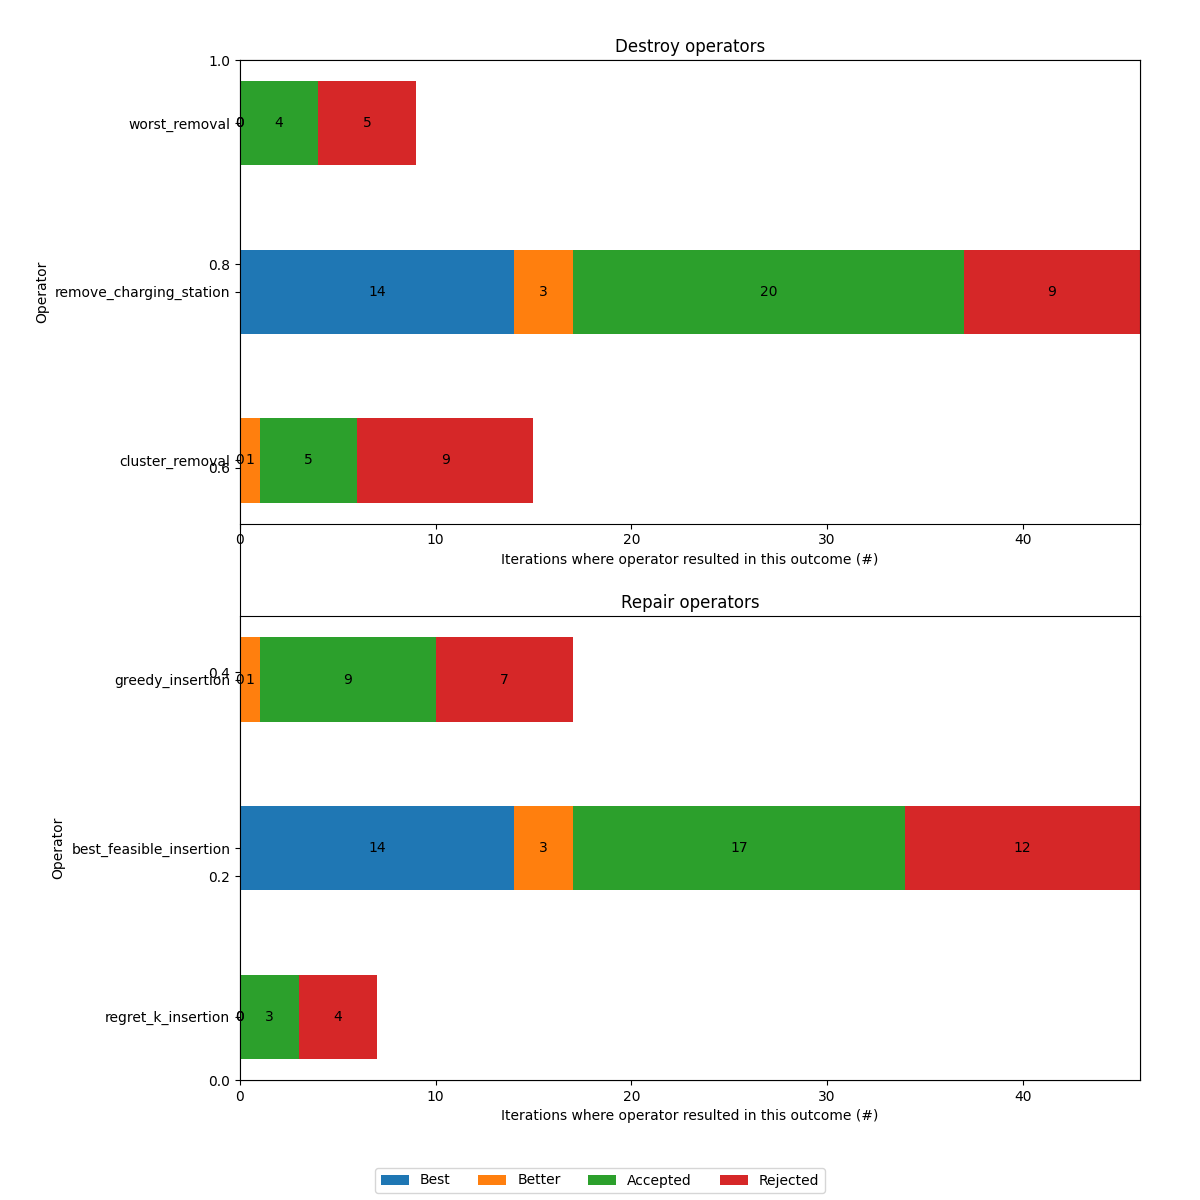 Destroy operators
1.0
worst_removal 0 4 5
0.8
Operator
remove_charging_station 14 3 20 9
cluster_removal 0 1 5 9
0.6
0 10 20 30 40
Iterations where operator resulted in this outcome (#)
Repair operators
0.4
greedy_insertion 0 1 9 7
Operator
best_feasible_insertion 14 3 17 12
0.2
regret_k_insertion 0 3 4
0.0
0 10 20 30 40
Iterations where operator resulted in this outcome (#)
Best Better Accepted Rejected